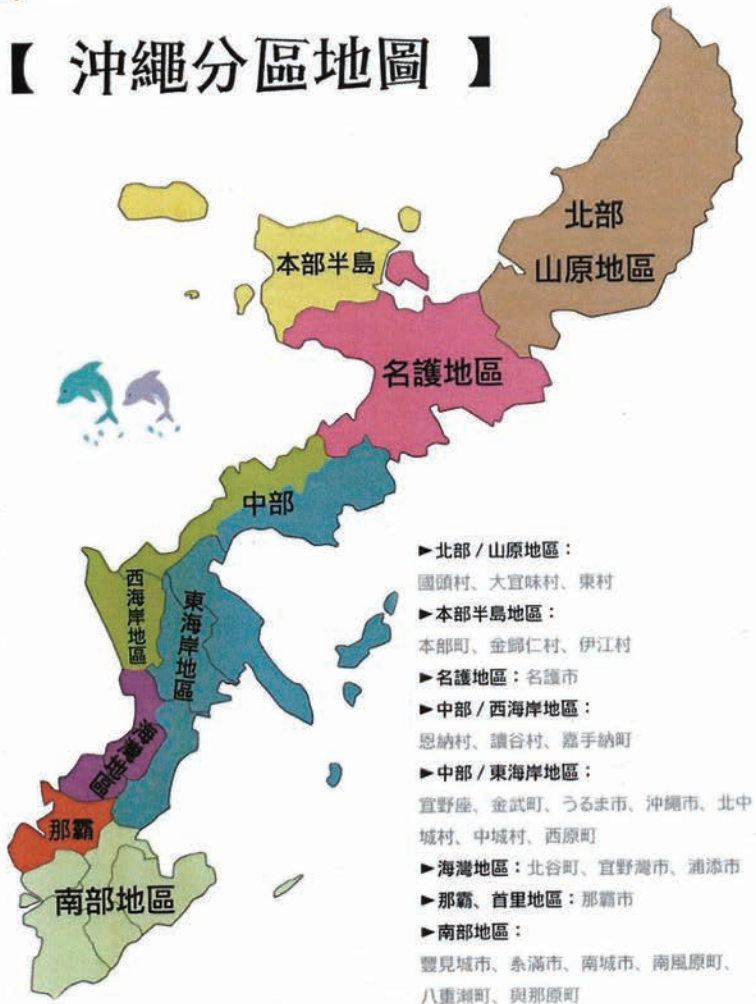 【 沖繩分區地圖 】
北部
山原地區
本部半島
名護地區
中部
西海岸地區
東海岸地區
海灣地區
那霸
南部地區
►北部 / 山原地區：
國頭村、大宜味村、東村
►本部半島地區：
本部町、金歸仁村、伊江村
►名護地區：名護市
►中部 / 西海岸地區：
恩納村、讀谷村、嘉手納町
►中部 / 東海岸地區：
宜野座、金武町、うるま市、沖繩市、北中
城村、中城村、西原町
►海灣地區：北谷町、宜野灣市、浦添市
►那霸、首里地區：那霸市
►南部地區：
豐見城市、糸滿市、南城市、南風原町、
八重瀨町、與那原町